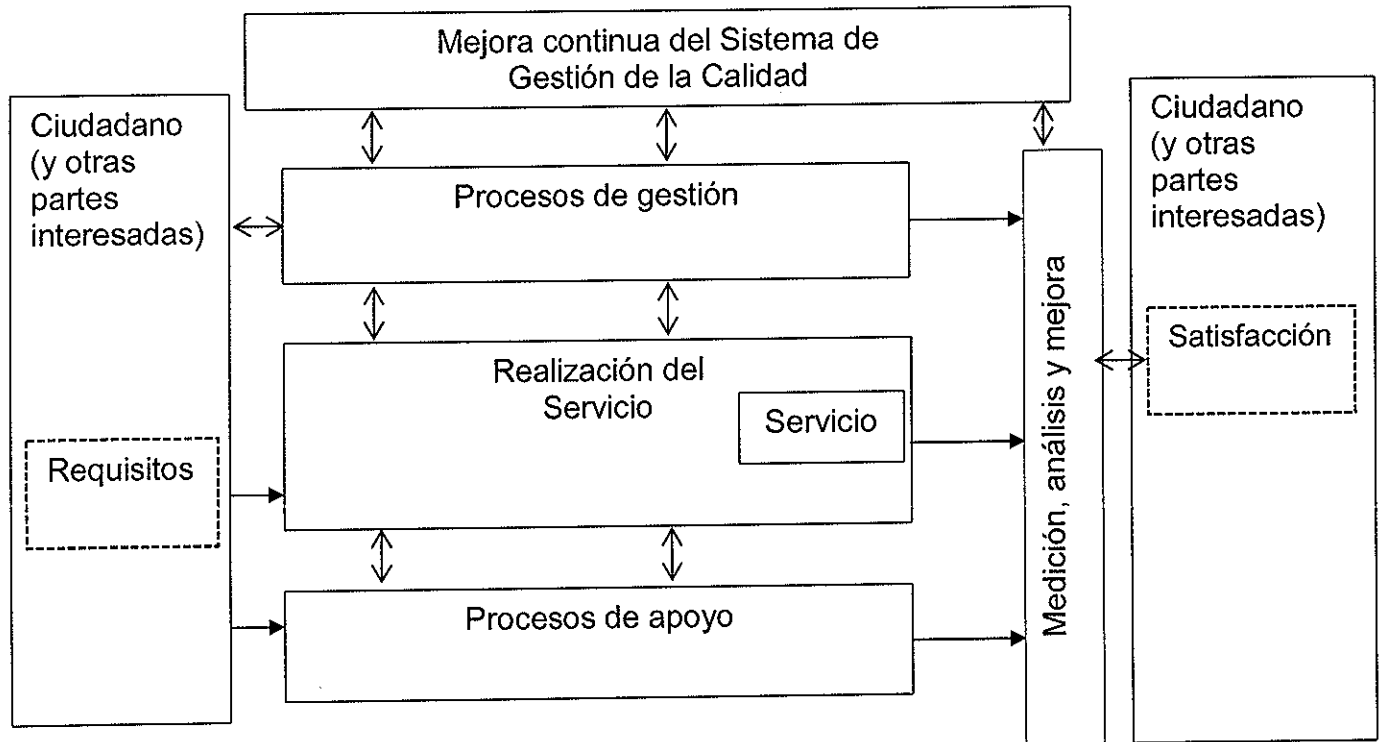 Mejora continua del Sistema de
Gestión de la Calidad
Ciudadano
(y otras
partes
interesadas)
Requisitos
Procesos de gestión
Realización del
Servicio
Servicio
Procesos de apoyo
Medición, análisis y mejora
Ciudadano
(y otras
partes
interesadas)
Satisfacción